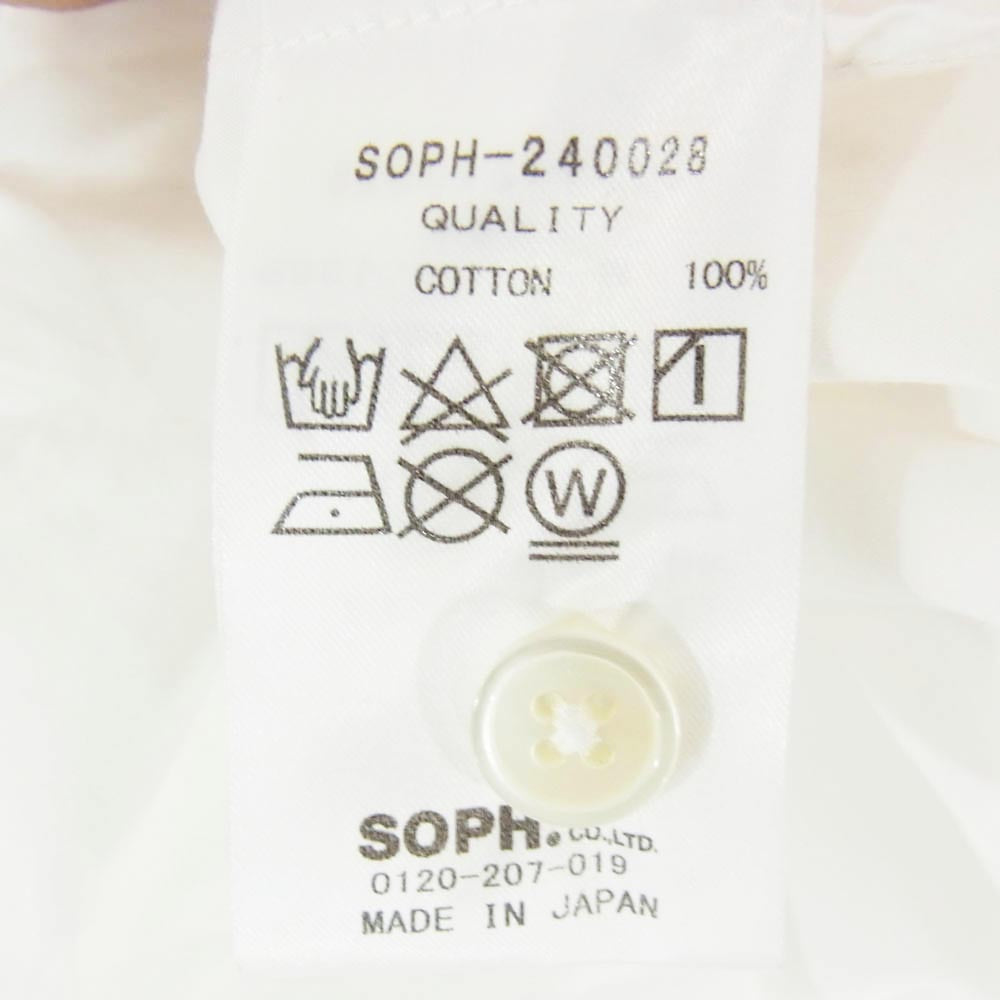 SOPH-240028
QUALITY
COTTON 100%
W
SOPH. CO.,LTD.
0120-207-019
MADE IN JAPAN